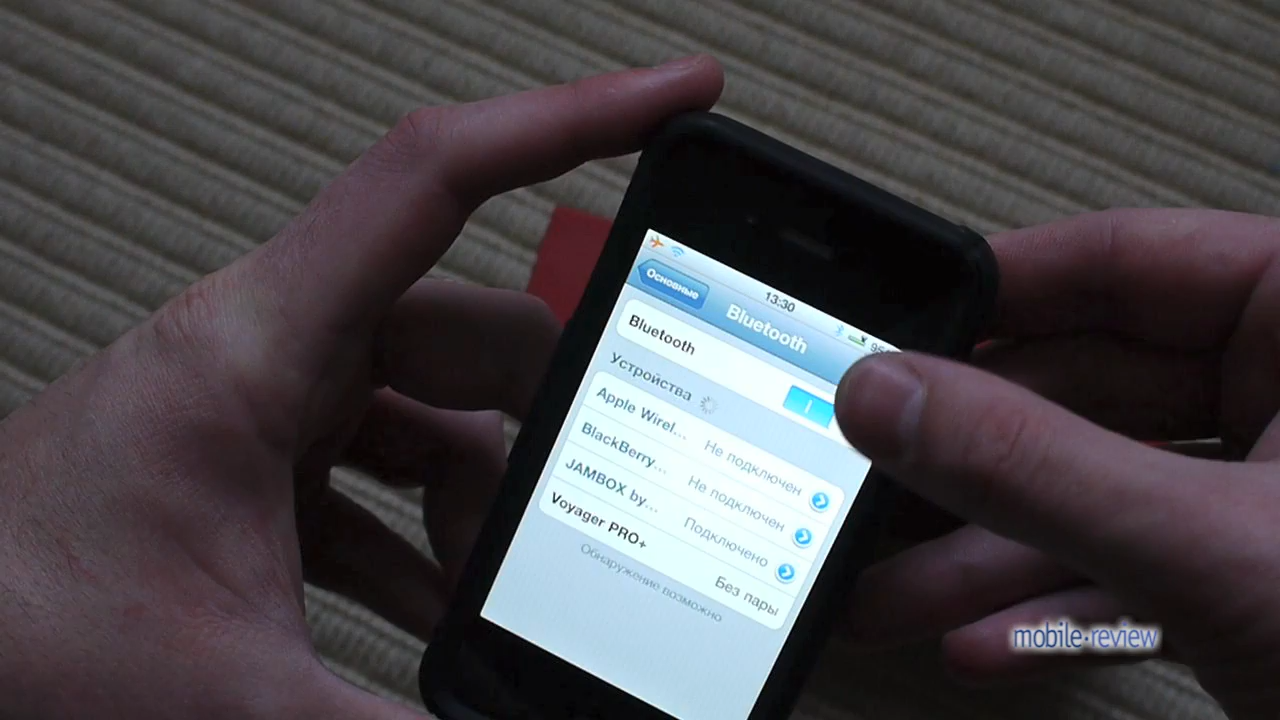 13:30
Основные
Bluetooth
Bluetooth
Устройства
Apple Wirel... Не подключен
BlackBerry... Не подключен
JAMBOX by... Подключено
Voyager PRO+ Без пары
Обнаружение возможно
mobile-review